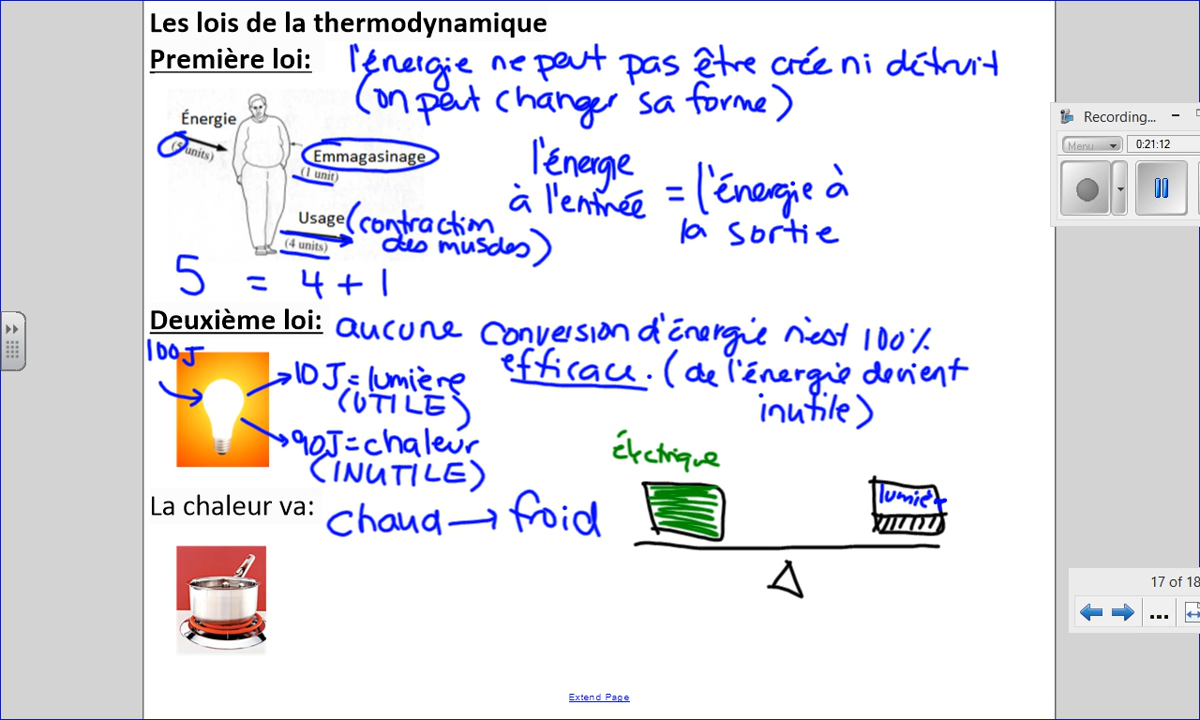 Les lois de la thermodynamique
Première loi: l'énergie ne peut pas être crée ni détruit
(on peut changer sa forme)
Énergie
(5 units)
Emmagasinage
(1 unit)
Usage (contraction
des muscles)
(4 units)
l'énerge
à l'entrée = l'énergie à
la sortie
5 = 4 + 1
Deuxième loi: aucune conversion d'énergie n'est 100%
efficace. (de l'énergie devient
inutile)
100J
10 J = lumière
(UTILE)
90J = chaleur
(INUTILE)
électrique
lumière
La chaleur va: chaud → froid
Extend Page
Recording...
Menu
0:21:12
17 of 18
...